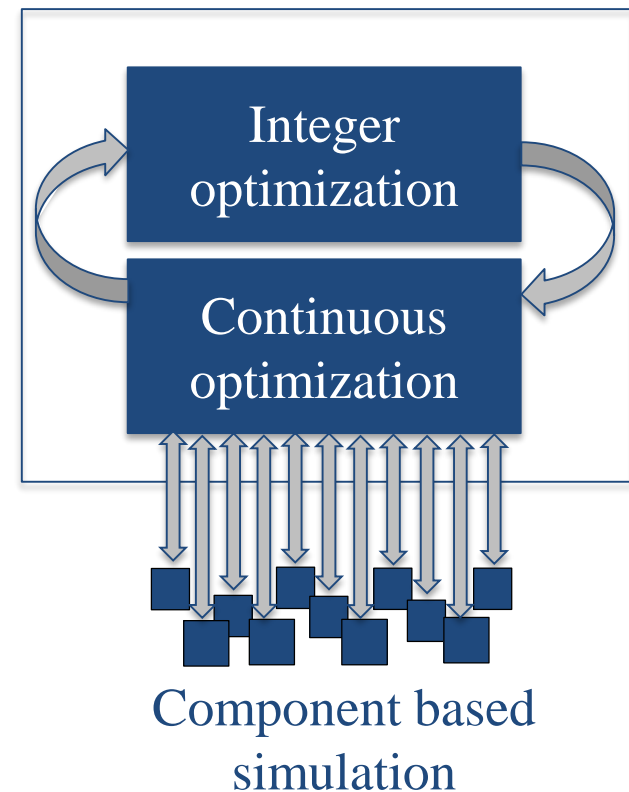 Integer
optimization
Continuous
optimization
Component based
simulation